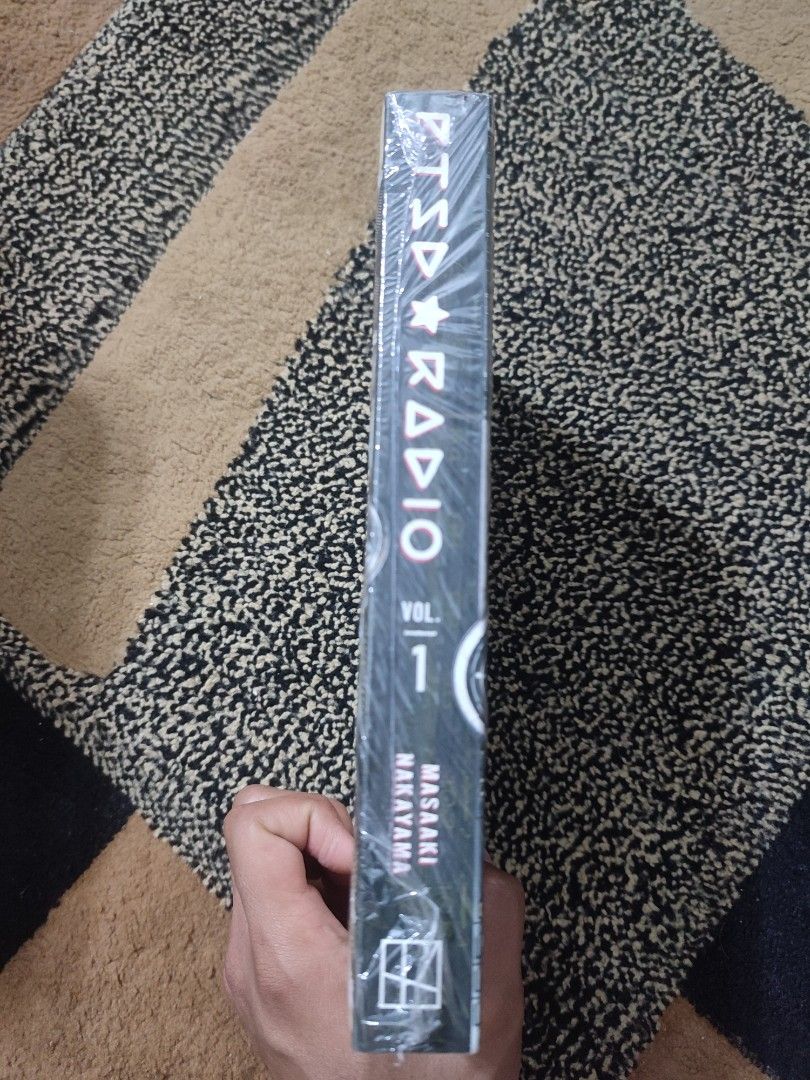 PTSD★RADIO
VOL.
1
MASAAKI
NAKAYAMA